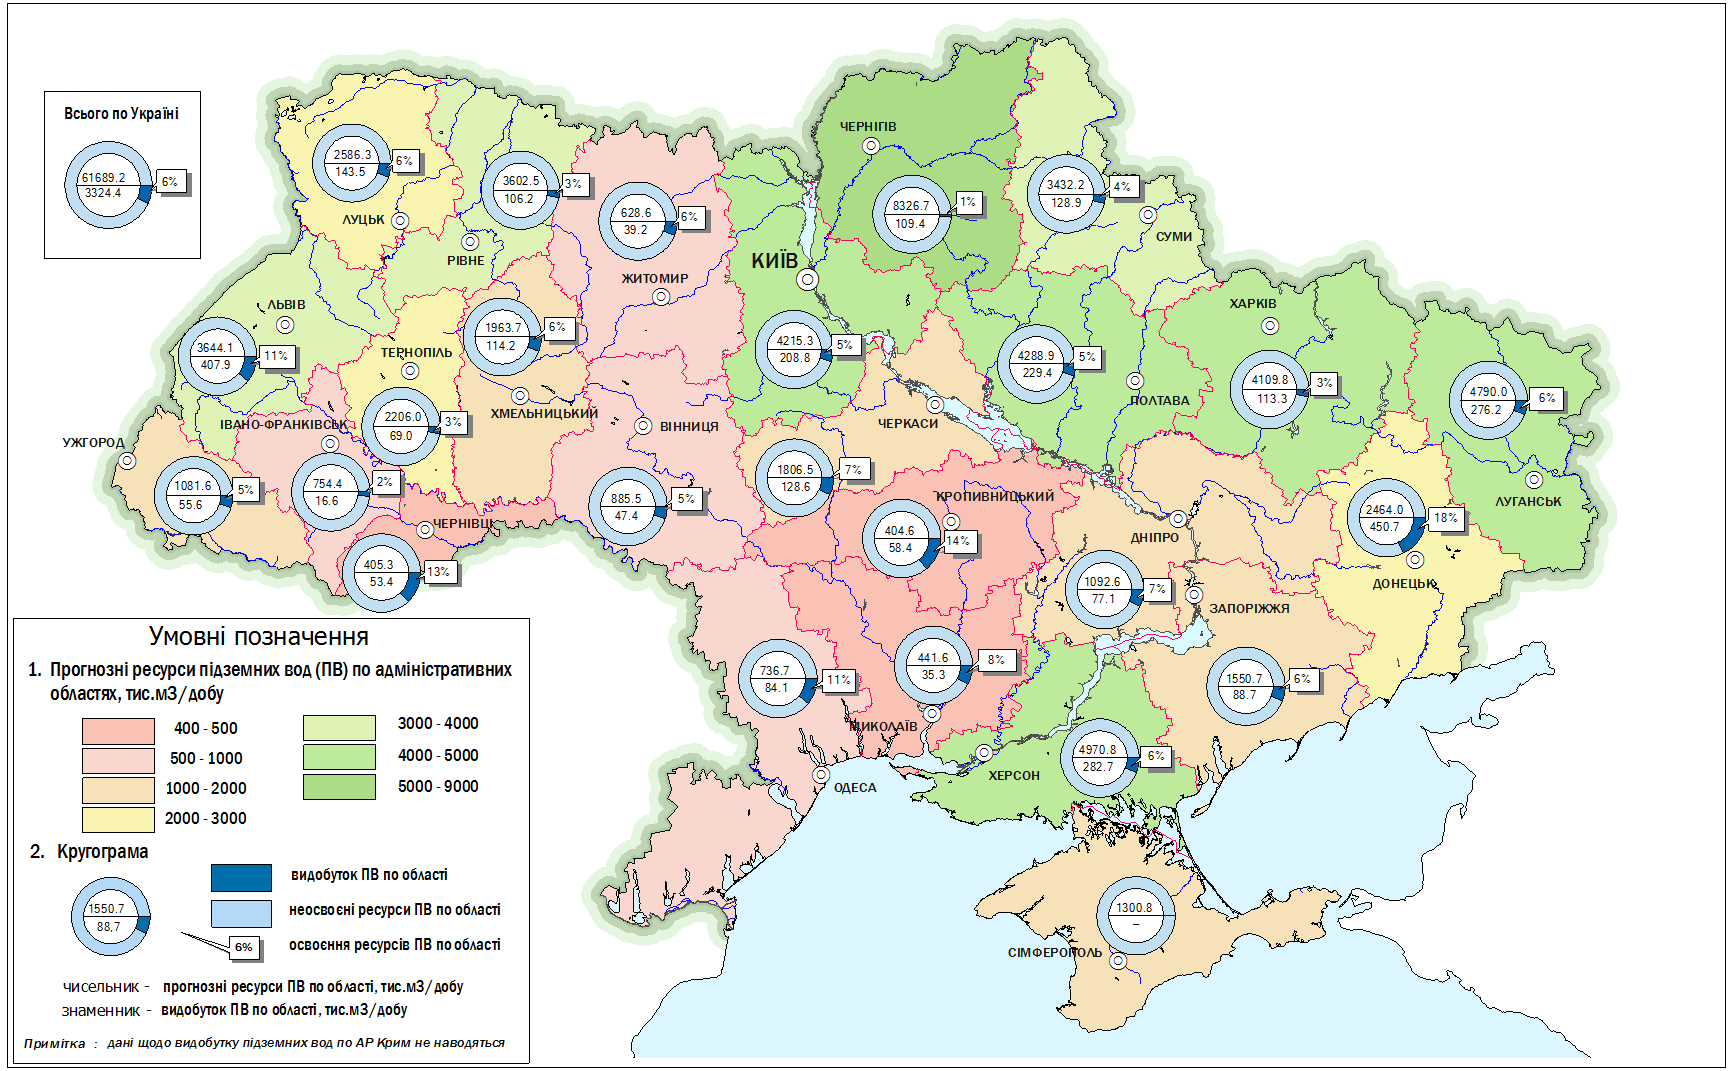 Всього по Україні
61689.2
3324.4
6%
2586.3
143.5
6%
ЛУЦЬК
3602.5
106.2
3%
РІВНЕ
628.6
39.2
6%
ЖИТОМИР
КИЇВ
4215.3
208.8
5%
ЧЕРНІГІВ
8326.7
109.4
1%
3432.2
128.9
4%
СУМИ
ЛЬВІВ
3644.1
407.9
11%
ТЕРНОПІЛЬ
2206.0
69.0
3%
1963.7
114.2
6%
ХМЕЛЬНИЦЬКИЙ
ВІННИЦЯ
885.5
47.4
5%
ЧЕРКАСИ
1806.5
128.6
7%
4288.9
229.4
5%
ПОЛТАВА
ХАРКІВ
4109.8
113.3
3%
4790.0
276.2
6%
ЛУГАНСЬК
УЖГОРОД
1081.6
55.6
5%
ІВАНО-ФРАНКІВСЬК
754.4
16.6
2%
ЧЕРНІВЦІ
405.3
53.4
13%
КРОПИВНИЦЬКИЙ
404.6
58.4
14%
ДНІПРО
1092.6
77.1
7%
2464.0
450.7
18%
ДОНЕЦЬК
ЗАПОРІЖЖЯ
1550.7
88.7
6%
736.7
84.1
11%
ОДЕСА
441.6
35.3
8%
МИКОЛАЇВ
ХЕРСОН
4970.8
282.7
6%
1300.8
–
СІМФЕРОПОЛЬ
Умовні позначення
1. Прогнозні ресурси підземних вод (ПВ) по адміністративних
областях, тис.м3/добу
400 - 500
500 - 1000
1000 - 2000
2000 - 3000
3000 - 4000
4000 - 5000
5000 - 9000
2. Кругограма
1550.7
88,7
видобуток ПВ по області
неосвоєні ресурси ПВ по області
6%
освоєння ресурсів ПВ по області
чисельник - прогнозні ресурси ПВ по області, тис.м3/добу
знаменник - видобуток ПВ по області, тис.м3/добу
Примітка : дані щодо видобутку підземних вод по АР Крим не наводяться